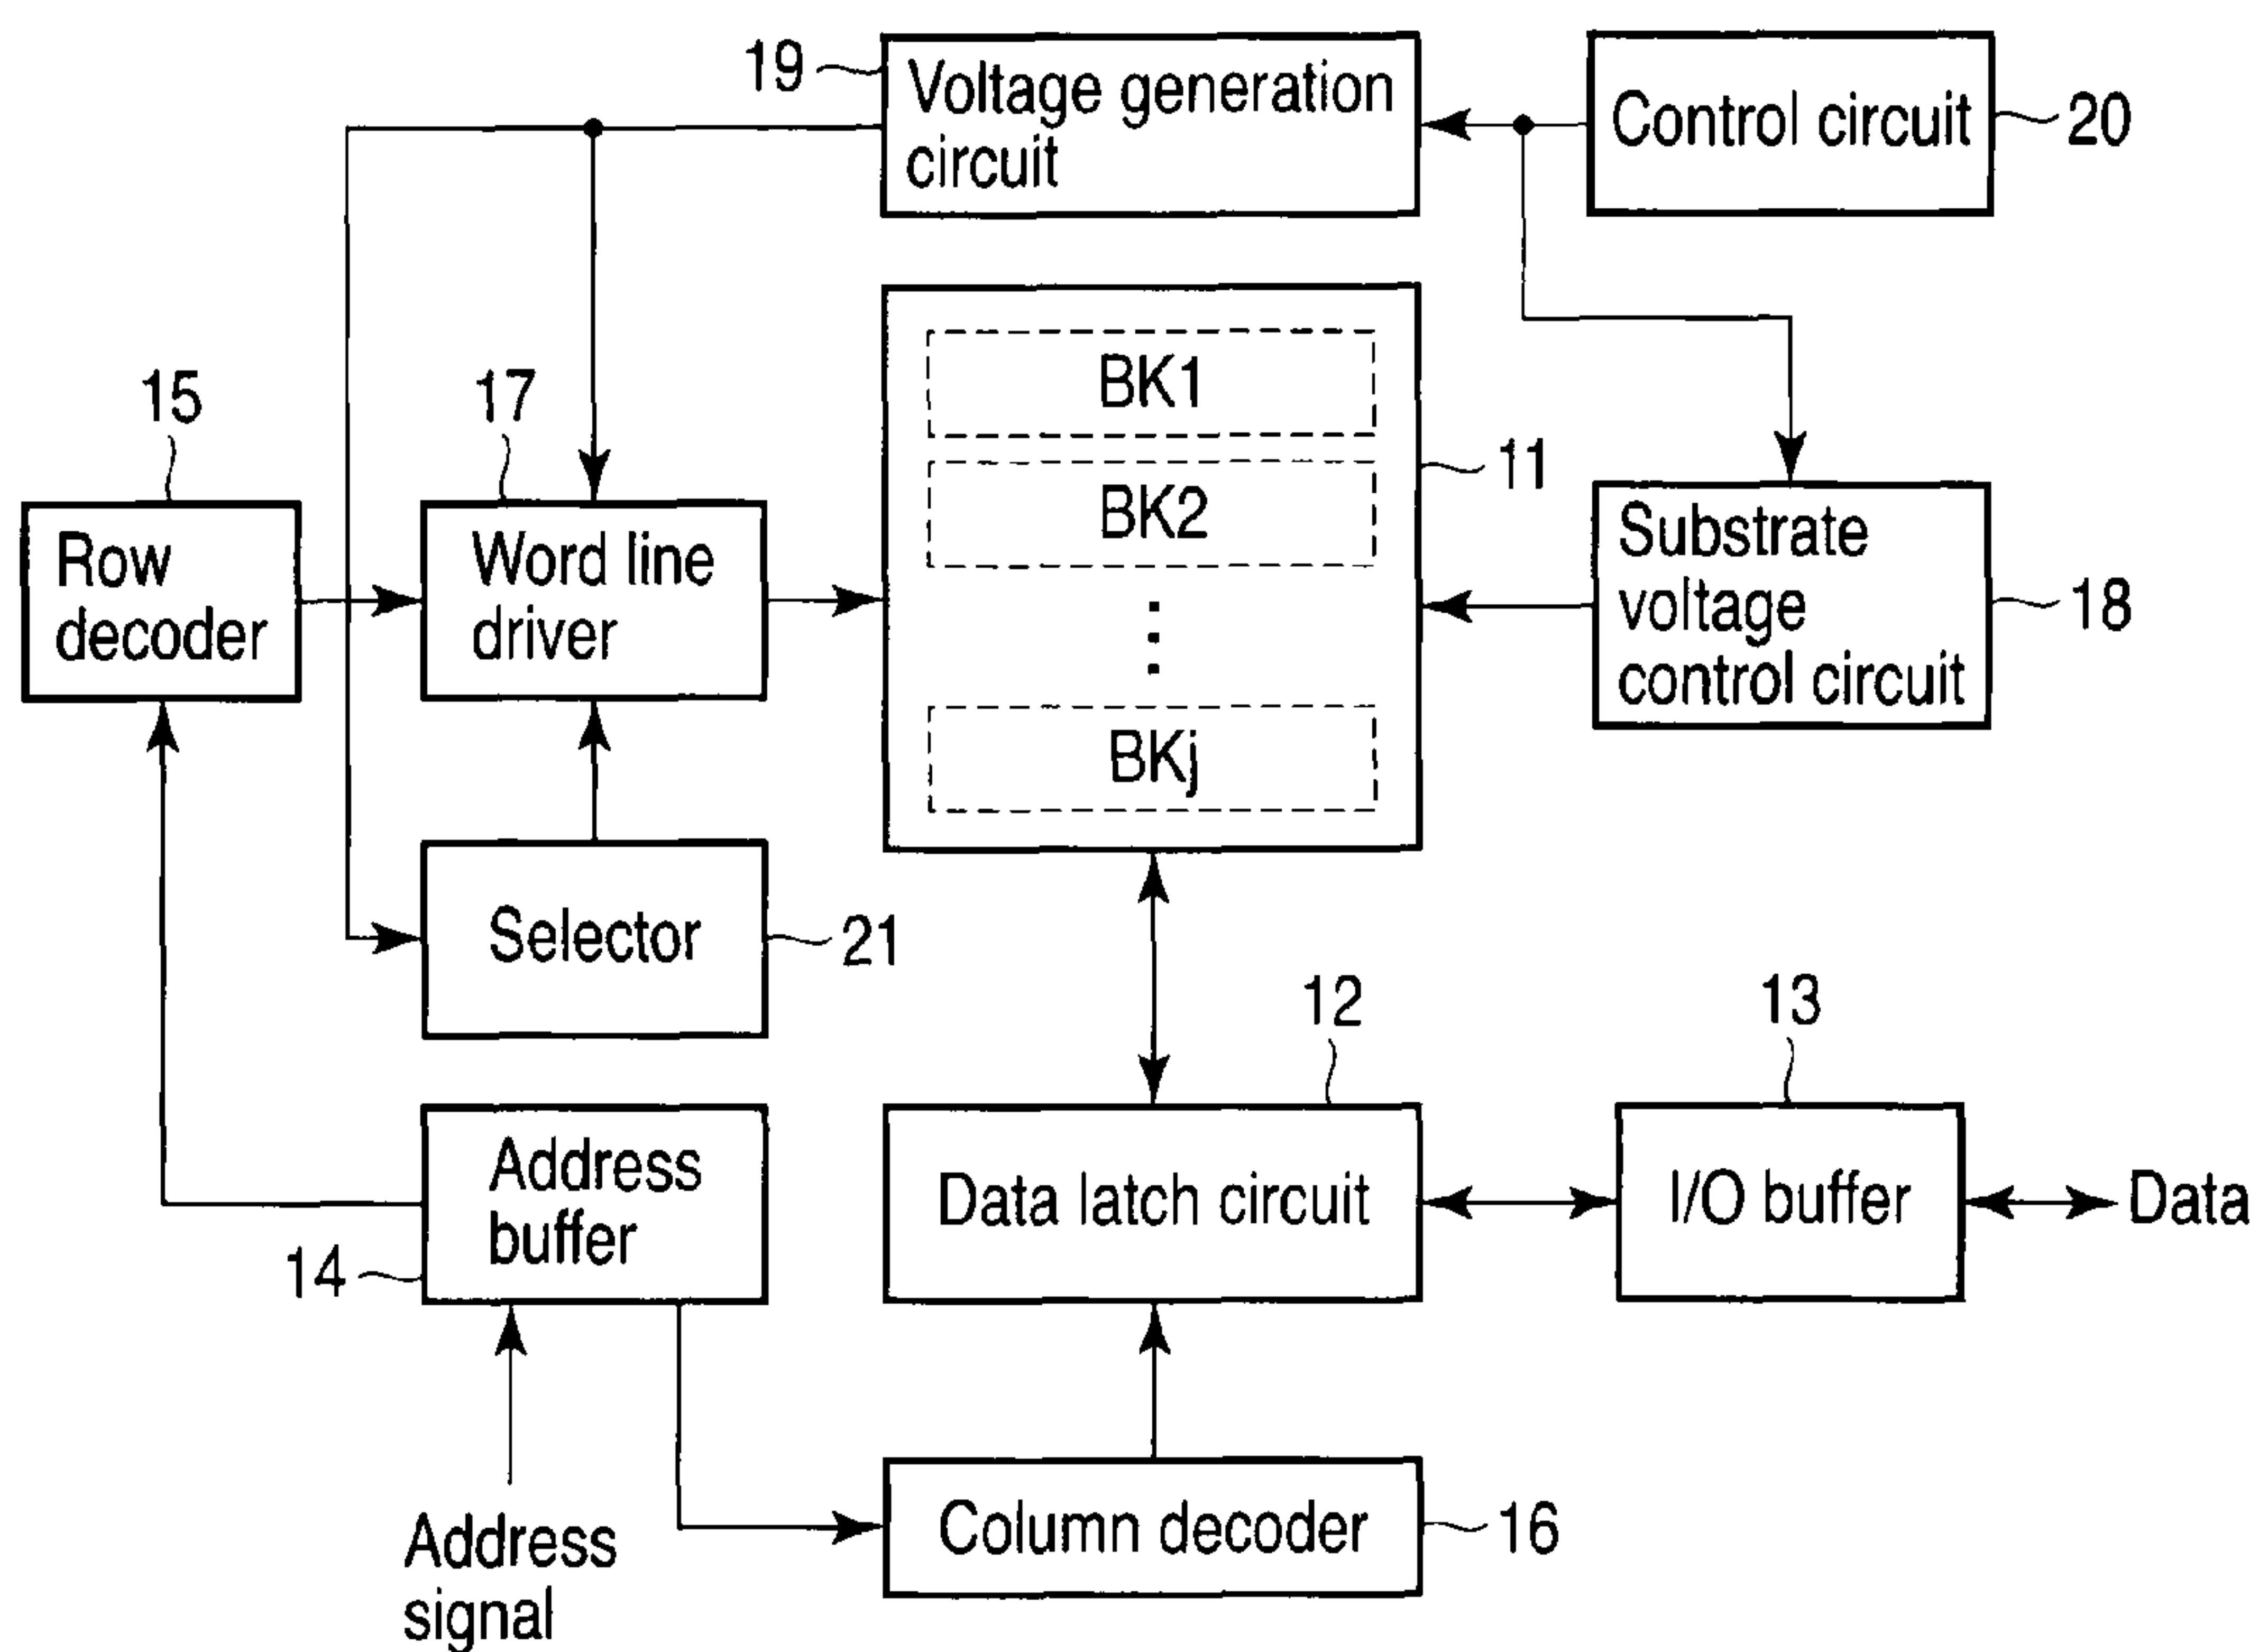 19
Voltage generation
circuit
Control circuit
20
BK1
11
15
17
BK2
Row
decoder
Word line
driver
Substrate
voltage
control circuit
18
BKj
Selector
21
12
13
Address
buffer
14
Data latch circuit
I/O buffer
Data
Address
signal
Column decoder
16